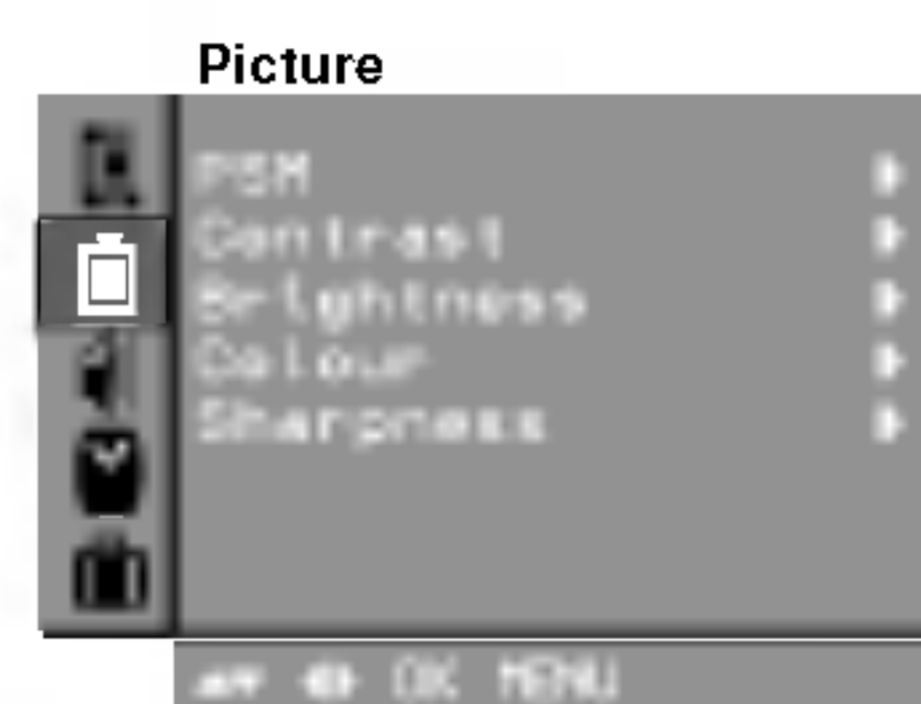 Picture
PSM
Contrast
Brightness
Colour
Sharpness
OK MENU